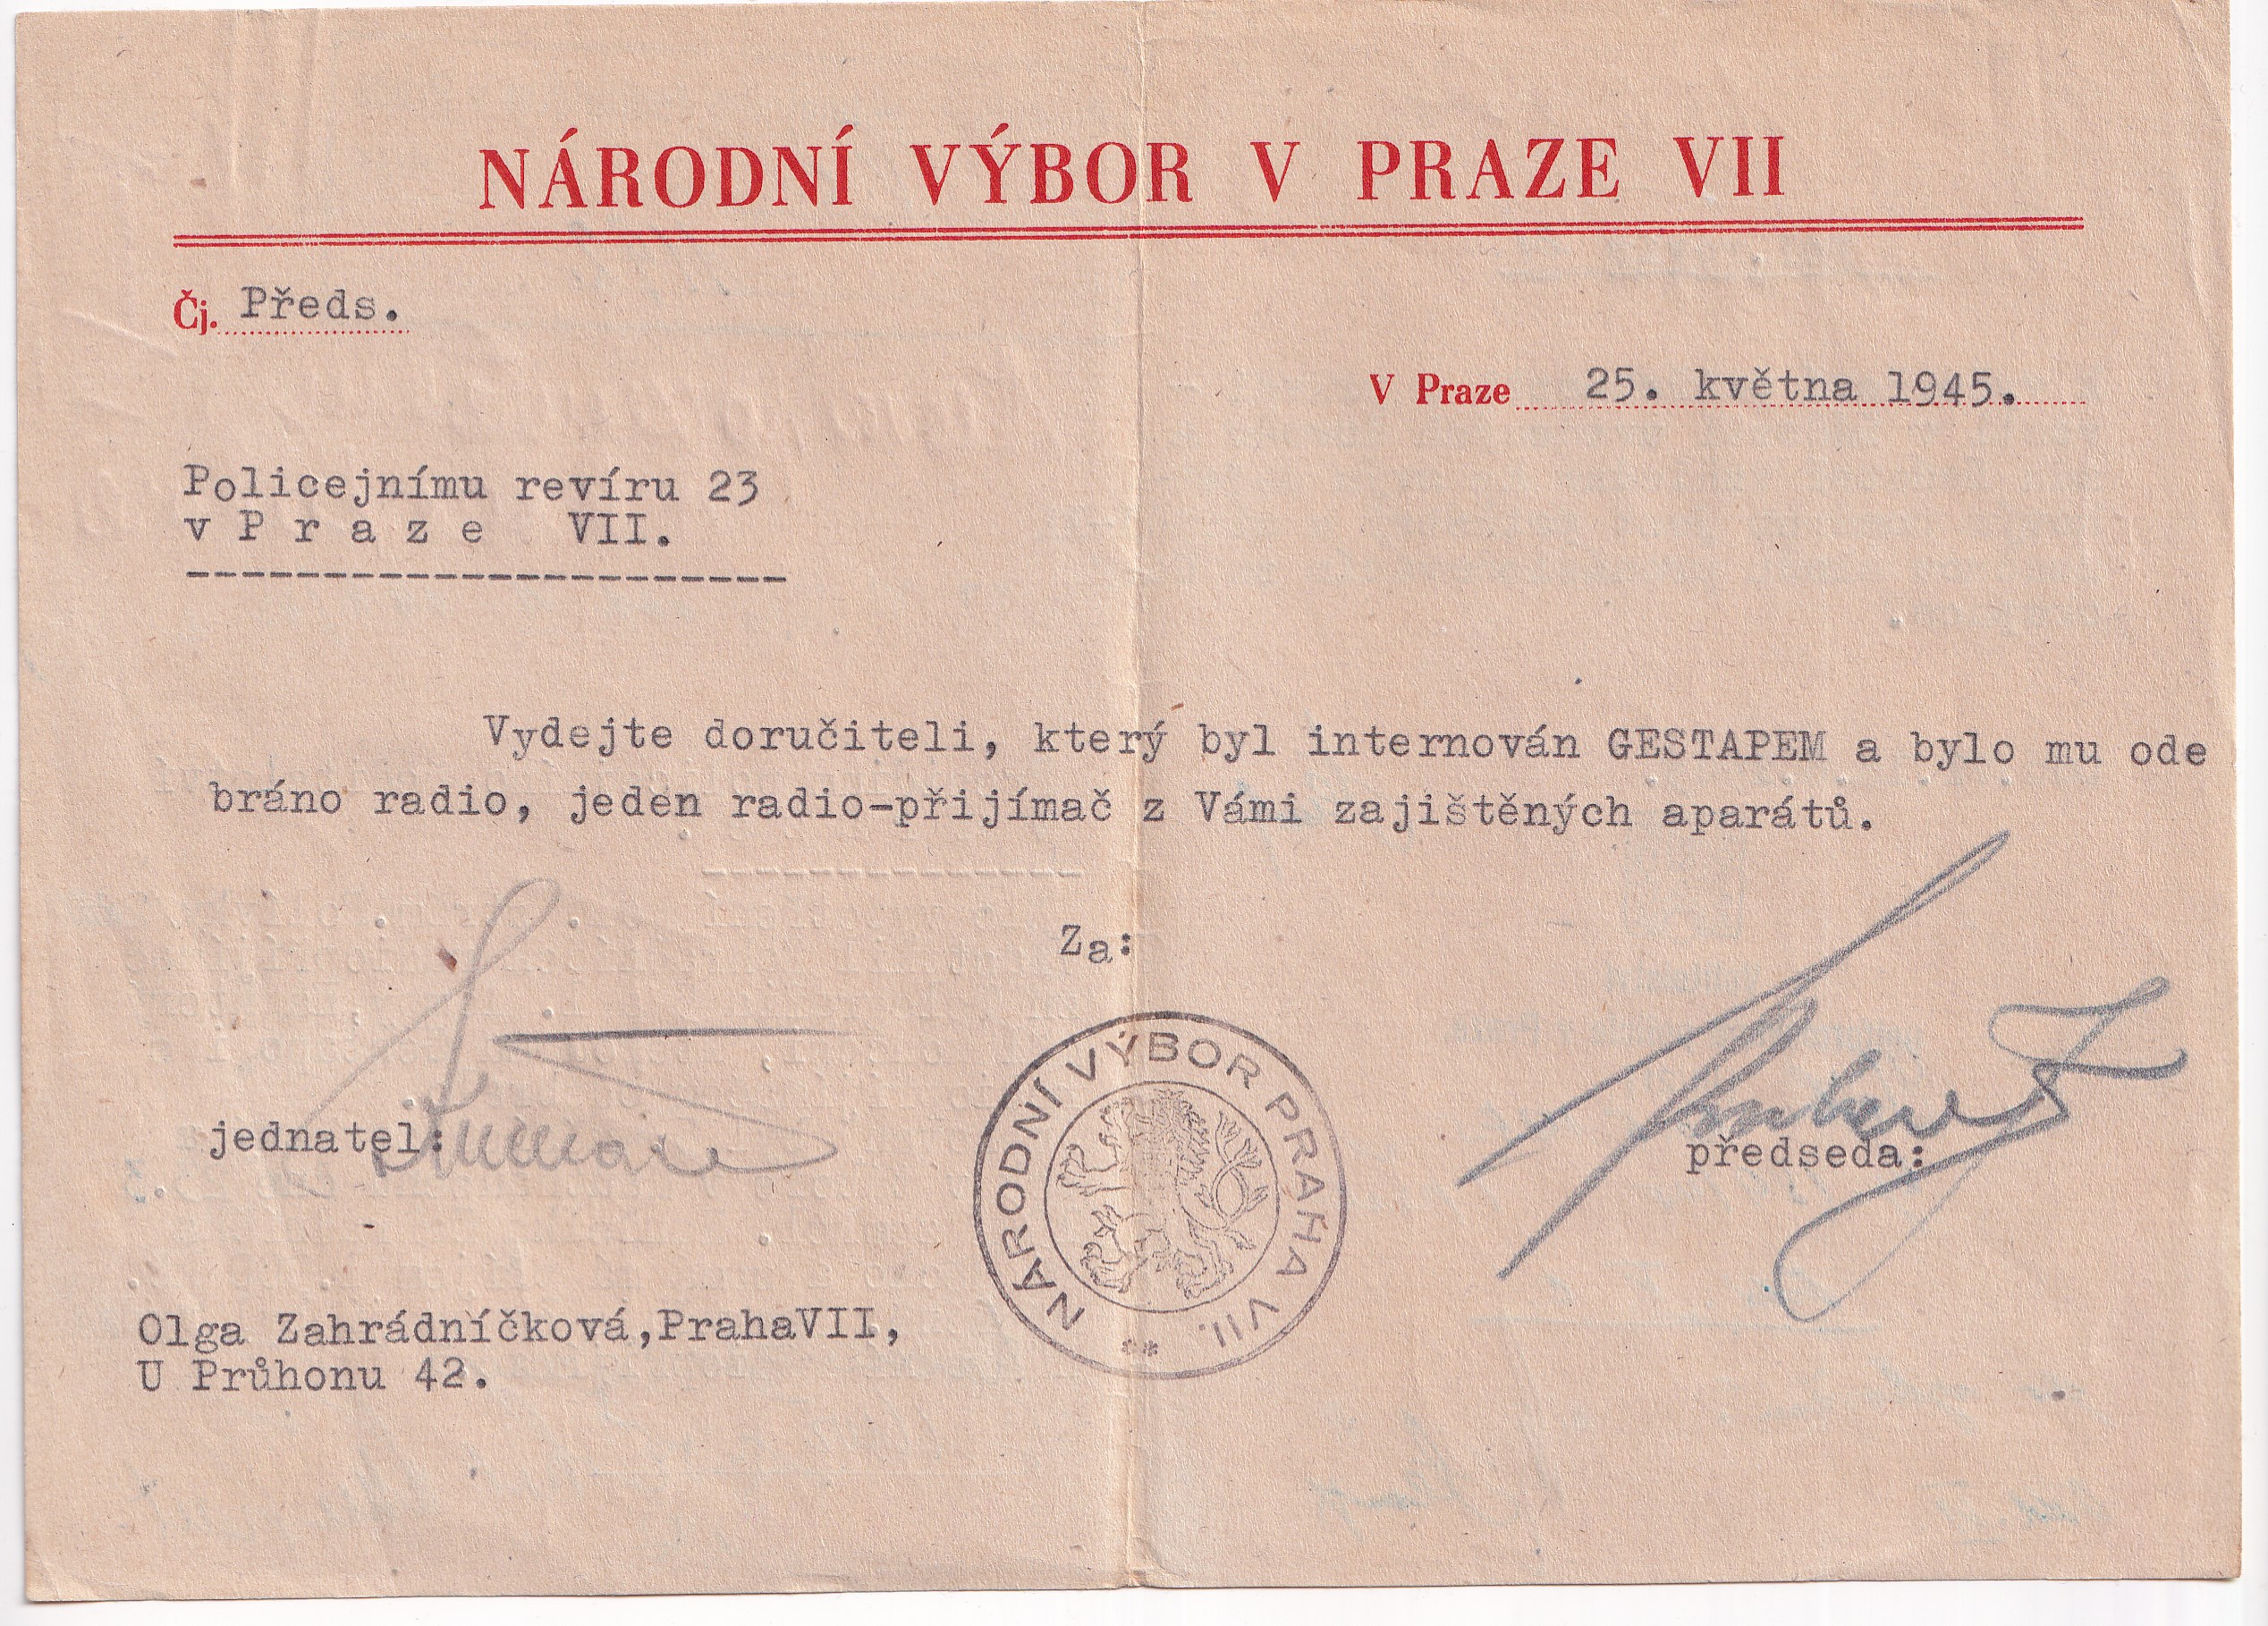 NÁRODNÍ VÝBOR V PRAZE VII
Čj. Předs.
V Praze 25. května 1945.
Policejnímu revíru 23
v P r a z e VII.
------------------------
Vydejte doručiteli, který byl internován GESTAPEM a bylo mu ode
bráno radio, jeden radio-přijímač z Vámi zajištěných aparátů.
Za:
jednatel:
předseda:
NÁRODNÍ VÝBOR PRAHA VII.
**
Olga Zahrádníčková,PrahaVII,
U Průhonu 42.